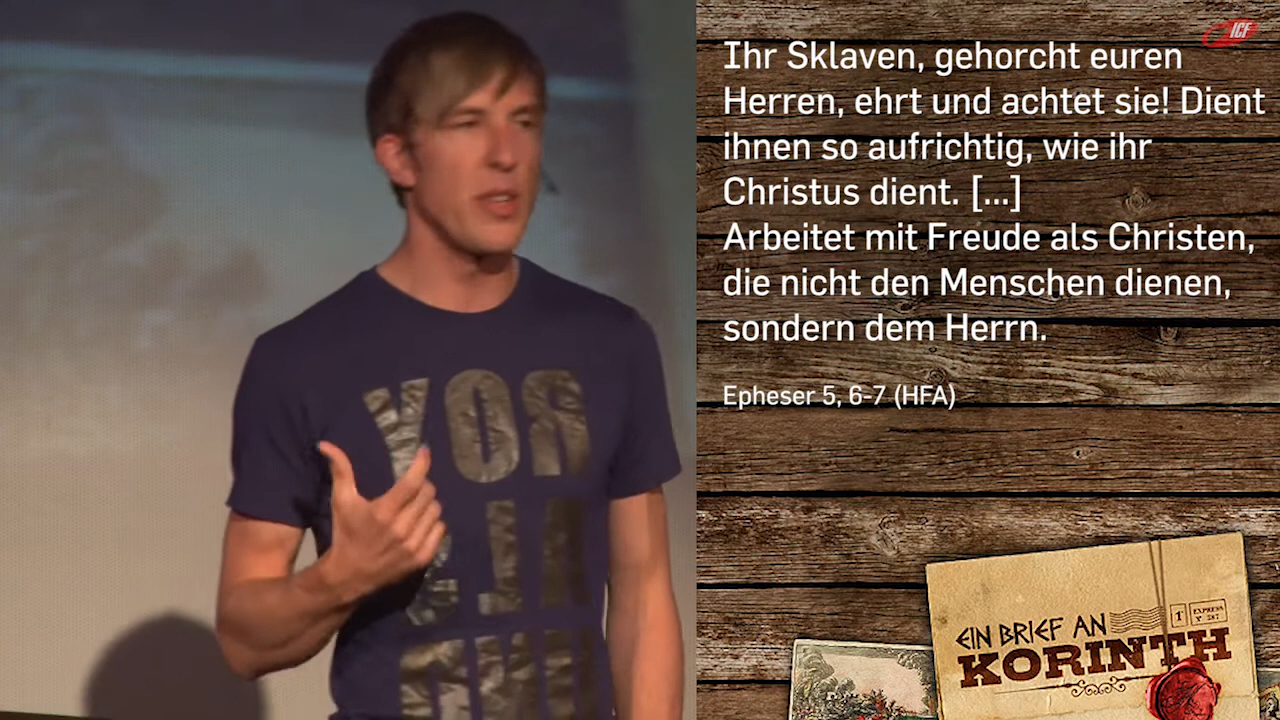 ICF
Ihr Sklaven, gehorcht euren
Herren, ehrt und achtet sie! Dient
ihnen so aufrichtig, wie ihr
Christus dient. [...]
Arbeitet mit Freude als Christen,
die nicht den Menschen dienen,
sondern dem Herrn.
Epheser 5, 6-7 (HFA)
EIN BRIEF AN
KORINTH
1
EXPRESS